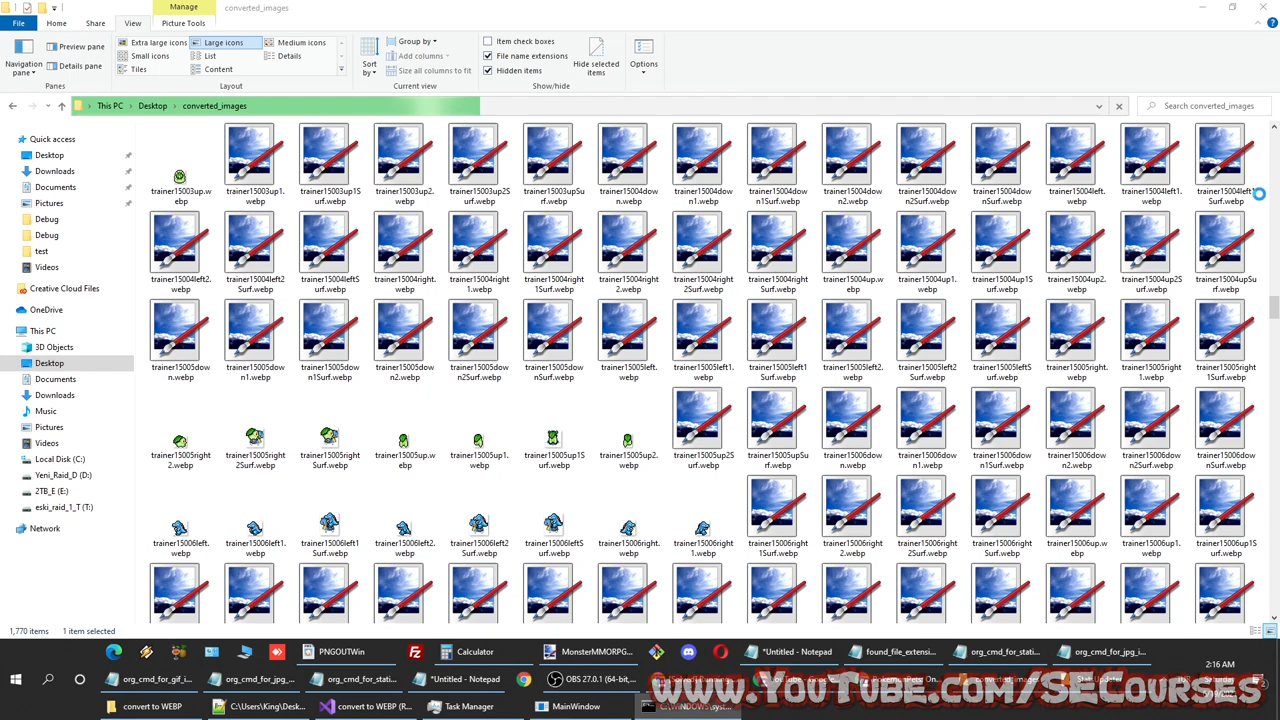 Manage
converted_images
File
Home
Share
View
Picture Tools
Navigation pane
Preview pane
Details pane
Panes
Extra large icons
Large icons
Medium icons
Small icons
List
Details
Tiles
Content
Layout
Sort by
Group by
Add columns
Size all columns to fit
Current view
Item check boxes
File name extensions
Hidden items
Hide selected items
Show/hide
Options
This PC > Desktop > converted_images
Search converted_images
Quick access
Desktop
Downloads
Documents
Pictures
Debug
Debug
test
Videos
Creative Cloud Files
OneDrive
This PC
3D Objects
Desktop
Documents
Downloads
Music
Pictures
Videos
Local Disk (C:)
Yeni_Raid_D (D:)
2TB_E (E:)
eski_raid_1_T (T:)
Network
trainer15003up.webp trainer15003up1.webp trainer15003up1Surf.webp trainer15003up2.webp trainer15003up2Surf.webp trainer15003upSurf.webp trainer15004down.webp trainer15004down1.webp trainer15004down1Surf.webp trainer15004down2.webp trainer15004down2Surf.webp trainer15004downSurf.webp trainer15004left.webp trainer15004left1.webp trainer15004left1Surf.webp
trainer15004left2.webp trainer15004left2Surf.webp trainer15004leftSurf.webp trainer15004right.webp trainer15004right1.webp trainer15004right1Surf.webp trainer15004right2.webp trainer15004right2Surf.webp trainer15004rightSurf.webp trainer15004up.webp trainer15004up1.webp trainer15004up1Surf.webp trainer15004up2.webp trainer15004up2Surf.webp trainer15004upSurf.webp
trainer15005down.webp trainer15005down1.webp trainer15005down1Surf.webp trainer15005down2.webp trainer15005down2Surf.webp trainer15005downSurf.webp trainer15005left.webp trainer15005left1.webp trainer15005left1Surf.webp trainer15005left2.webp trainer15005left2Surf.webp trainer15005leftSurf.webp trainer15005right.webp trainer15005right1.webp trainer15005right1Surf.webp
trainer15005right2.webp trainer15005right2Surf.webp trainer15005rightSurf.webp trainer15005up.webp trainer15005up1.webp trainer15005up1Surf.webp trainer15005up2.webp trainer15005up2Surf.webp trainer15005upSurf.webp trainer15006down.webp trainer15006down1.webp trainer15006down1Surf.webp trainer15006down2.webp trainer15006down2Surf.webp trainer15006downSurf.webp
trainer15006left.webp trainer15006left1.webp trainer15006left1Surf.webp trainer15006left2.webp trainer15006left2Surf.webp trainer15006leftSurf.webp trainer15006right.webp trainer15006right1.webp trainer15006right1Surf.webp trainer15006right2.webp trainer15006right2Surf.webp trainer15006rightSurf.webp trainer15006up.webp trainer15006up1.webp trainer15006up1Surf.webp
1,770 items 1 item selected
PNGOUTWin
Calculator
MonsterMMORPG...
*Untitled - Notepad
found_file_extensi...
org_cmd_for_stati...
org_cmd_for_jpg_i...
2:16 AM
org_cmd_for_gif_i...
org_cmd_for_jpg_...
org_cmd_for_stati...
*Untitled - Notepad
OBS 27.0.1 (64-bit,...
www.YouTube.com/SECourses
convert to WEBP
C:\Users\King\Desk...
convert to WEBP (R...
Task Manager
MainWindow
C:\WINDOWS\syst...